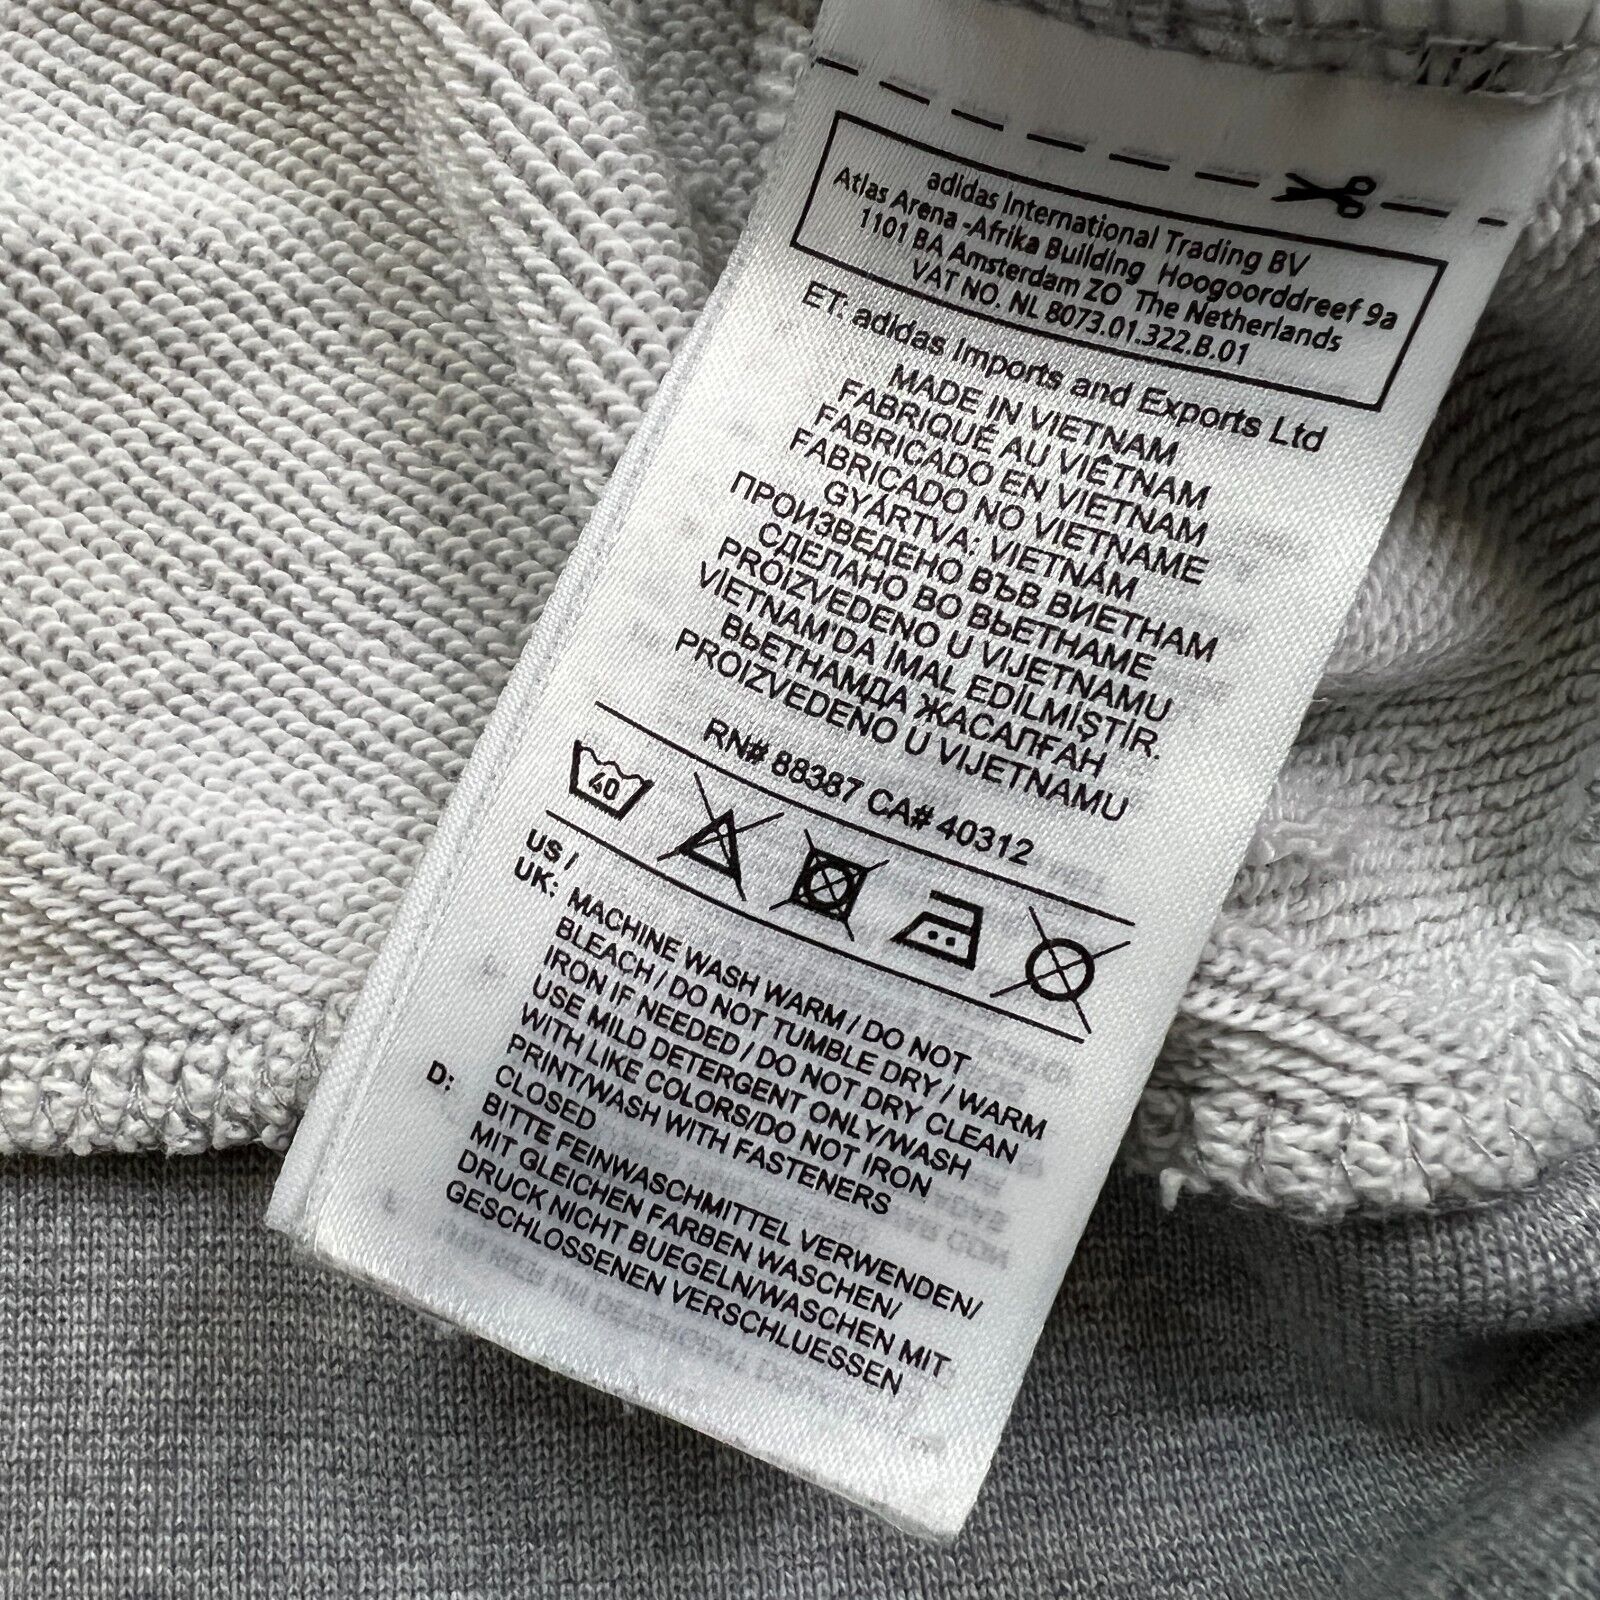 adidas International Trading BV
Atlas Arena -Afrika Building Hoogoorddreef 9a
1101 BA Amsterdam ZO The Netherlands
VAT NO. NL 8073.01.322.B.01
ET: adidas Imports and Exports Ltd
MADE IN VIETNAM
FABRIQUÉ AU VIÊTNAM
FABRICADO EN VIETNAM
FABRICADO NO VIETNAME
GYÁRTVA: VIETNÁM
ПРОИЗВЕДЕНО ВЪВ ВИЕТНАМ
СДЕЛАНО ВО ВЬЕТНАМЕ
PROIZVEDENO U VIJETNAMU
VIETNAM'DA İMAL EDİLMİŞTİR.
ВЬЕТНАМДА ЖАСАЛҒАН
PROIZVEDENO U VIJETNAMU
RN# 88387 CA# 40312
40
US /
UK: MACHINE WASH WARM / DO NOT
BLEACH / DO NOT TUMBLE DRY / WARM
IRON IF NEEDED / DO NOT DRY CLEAN
USE MILD DETERGENT ONLY/WASH
WITH LIKE COLORS/DO NOT IRON
PRINT/WASH WITH FASTENERS
CLOSED
D: BITTE FEINWASCHMITTEL VERWENDEN/
MIT GLEICHEN FARBEN WASCHEN/
DRUCK NICHT BUEGELN/WASCHEN MIT
GESCHLOSSENEN VERSCHLUESSEN